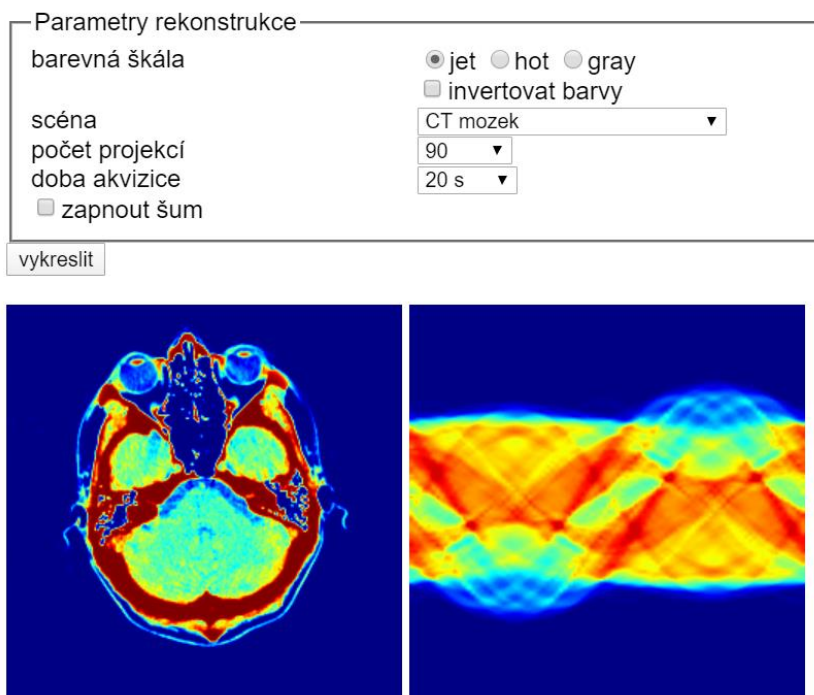 Parametry rekonstrukce
barevná škála jet hot gray
invertovat barvy
scéna CT mozek
počet projekcí 90
doba akvizice 20 s
zapnout šum
vykreslit